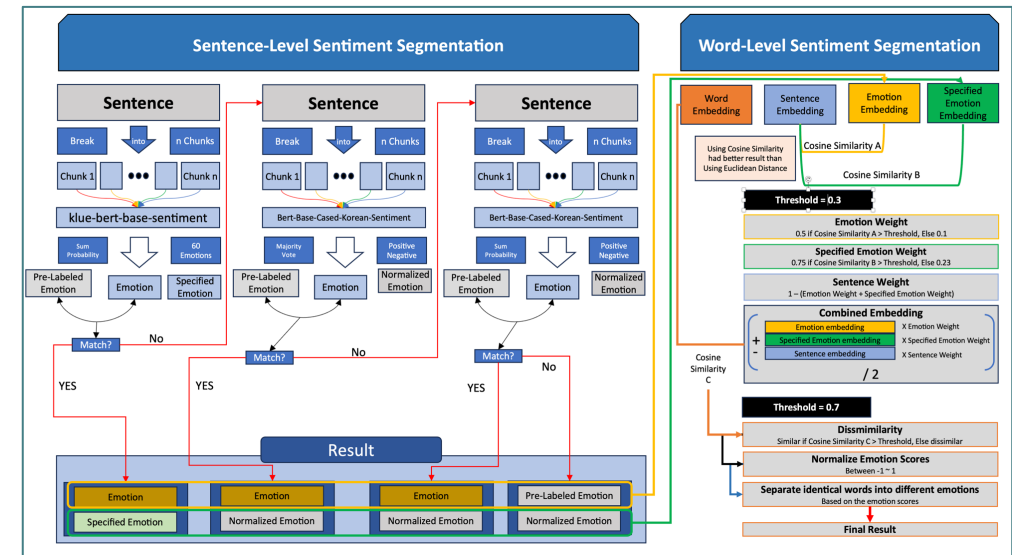 Sentence-Level Sentiment Segmentation
Sentence
Break
into
n Chunks
Chunk 1
Chunk n
klue-bert-base-sentiment
Sum
Probability
60
Emotions
Pre-Labeled
Emotion
Emotion
Specified
Emotion
Match?
No
YES
Sentence
Break
into
n Chunks
Chunk 1
Chunk n
Bert-Base-Cased-Korean-Sentiment
Majority
Vote
Positive
Negative
Pre-Labeled
Emotion
Emotion
Normalized
Emotion
Match?
No
YES
Sentence
Break
into
n Chunks
Chunk 1
Chunk n
Bert-Base-Cased-Korean-Sentiment
Sum
Probability
Positive
Negative
Pre-Labeled
Emotion
Emotion
Normalized
Emotion
Match?
No
YES
Result
Emotion
Emotion
Emotion
Pre-Labeled Emotion
Specified Emotion
Normalized Emotion
Normalized Emotion
Normalized Emotion
Word-Level Sentiment Segmentation
Word
Embedding
Sentence
Embedding
Emotion
Embedding
Specified
Emotion
Embedding
Using Cosine Similarity
had better result than
Using Euclidean Distance
Cosine Similarity A
Cosine Similarity B
Threshold = 0.3
Emotion Weight
0.5 if Cosine Similarity A > Threshold, Else 0.1
Specified Emotion Weight
0.75 if Cosine Similarity B > Threshold, Else 0.23
Sentence Weight
1 – (Emotion Weight + Specified Emotion Weight)
Combined Embedding
Emotion embedding
X Emotion Weight
+
Specified Emotion embedding
X Specified Emotion Weight
-
Sentence embedding
X Sentence Weight
/ 2
Cosine
Similarity
C
Threshold = 0.7
Dissmimilarity
Similar if Cosine Similarity C > Threshold, Else dissimilar
Normalize Emotion Scores
Between -1 ~ 1
Separate identical words into different emotions
Based on the emotion scores
Final Result